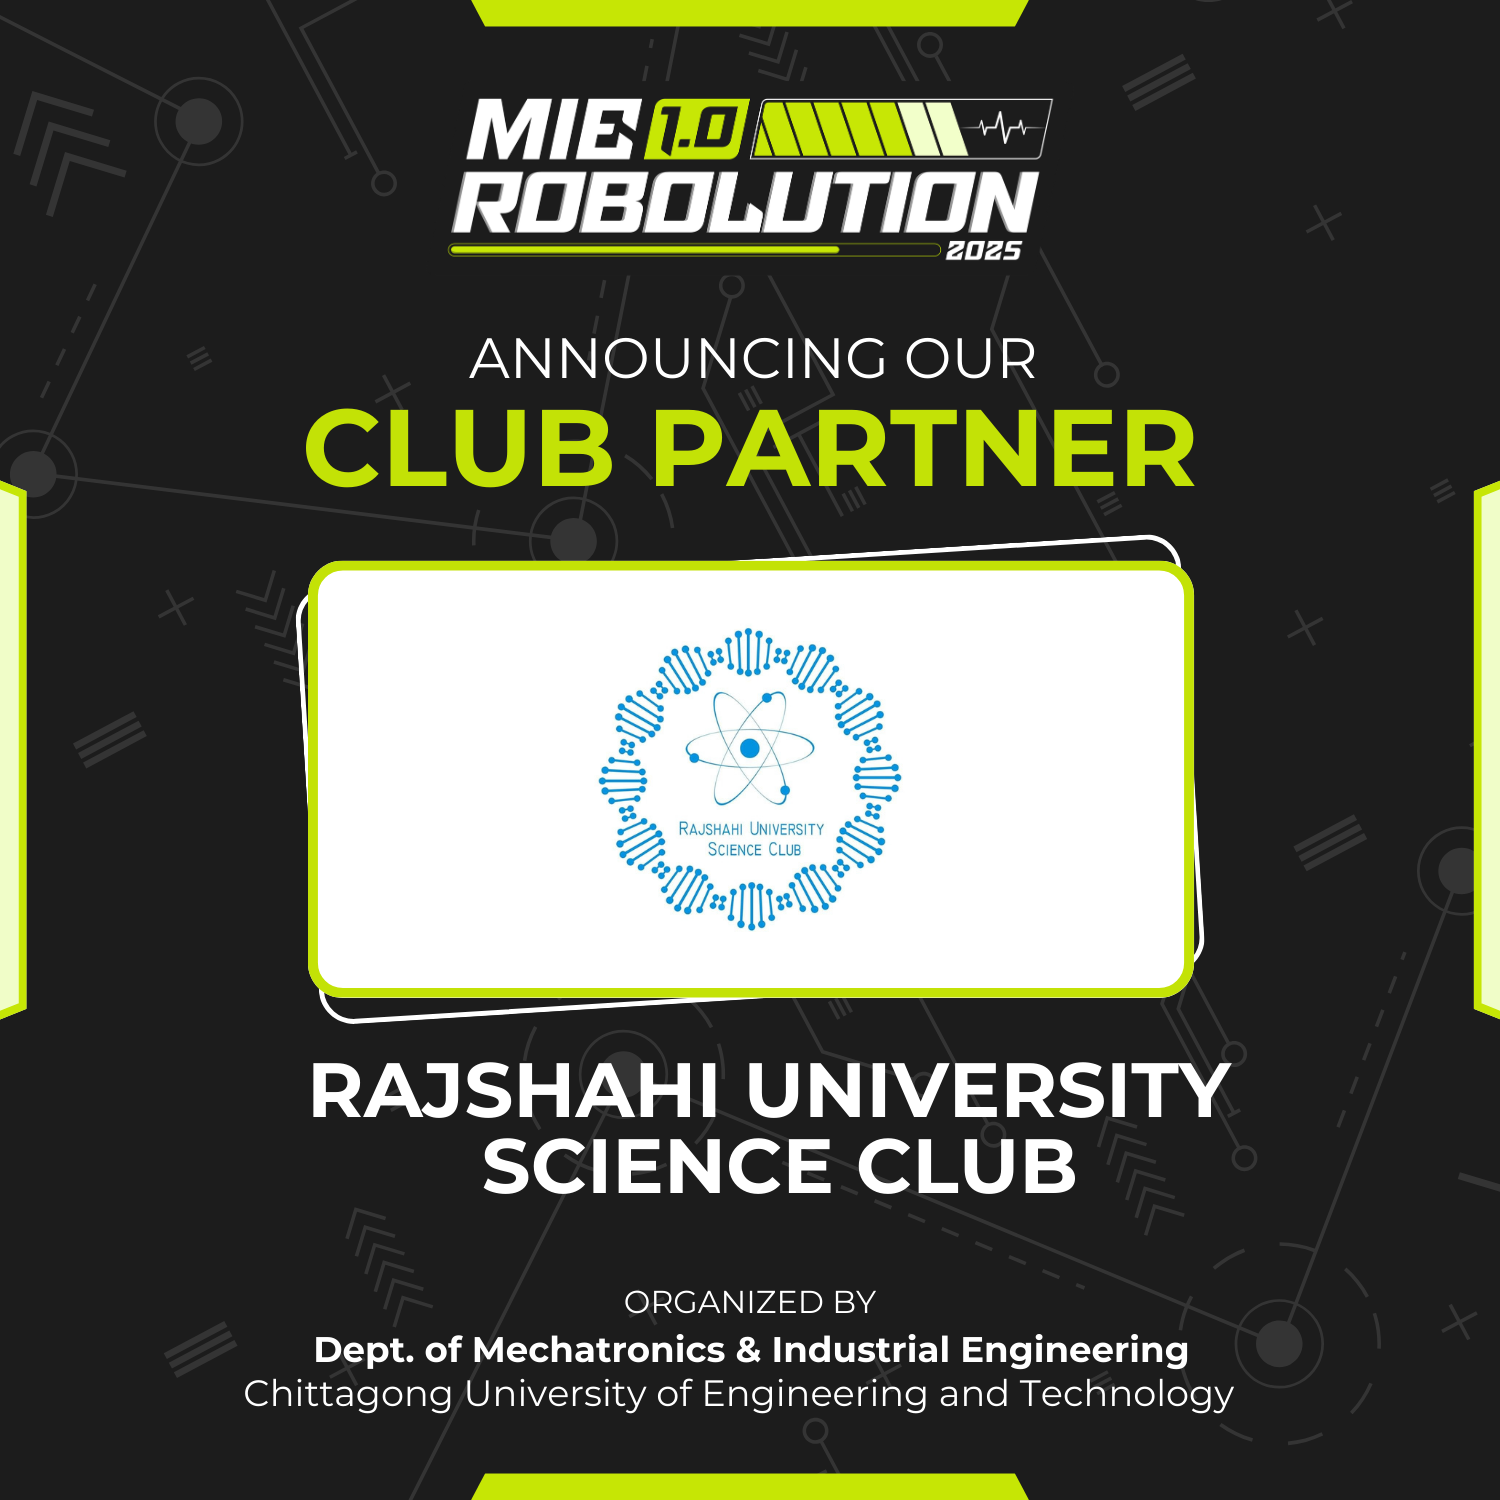 MIE 1.0
ROBOLUTION
2025
ANNOUNCING OUR
CLUB PARTNER
RAJSHAHI UNIVERSITY
SCIENCE CLUB
RAJSHAHI UNIVERSITY
SCIENCE CLUB
ORGANIZED BY
Dept. of Mechatronics & Industrial Engineering
Chittagong University of Engineering and Technology